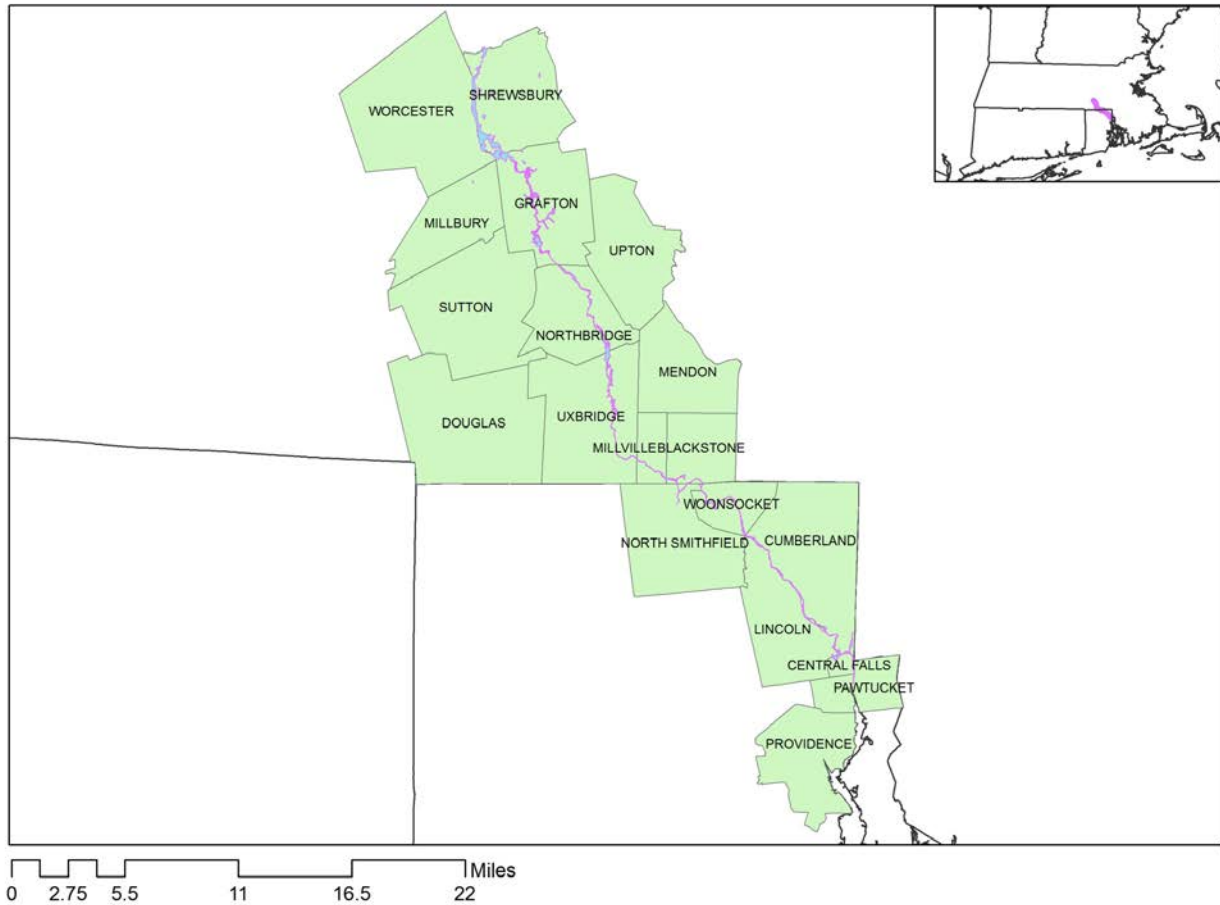 SHREWSBURY
WORCESTER
GRAFTON
MILLBURY
UPTON
SUTTON
NORTHBRIDGE
MENDON
UXBRIDGE
DOUGLAS
MILLVILLE BLACKSTONE
WOONSOCKET
NORTH SMITHFIELD CUMBERLAND
LINCOLN
CENTRAL FALLS
PAWTUCKET
PROVIDENCE
Miles
0 2.75 5.5 11 16.5 22